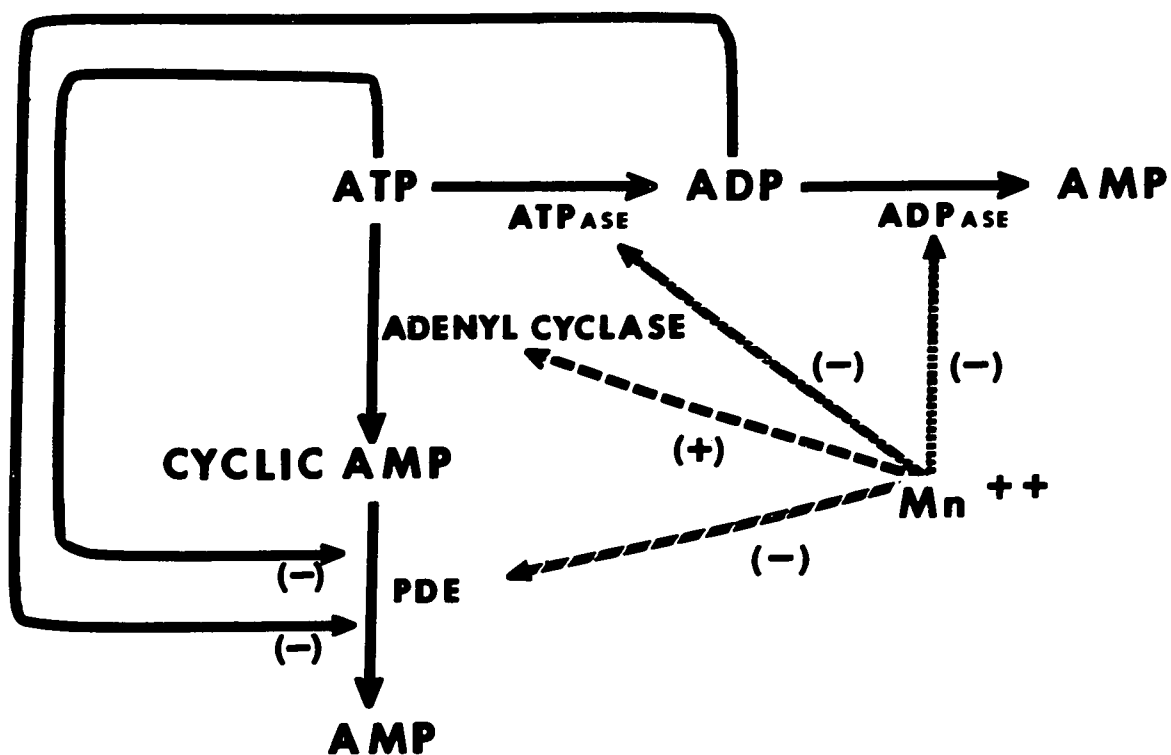 ATP ADP AMP
ATPASE ADPASE
ADENYL CYCLASE
(-) (-)
(+)
CYCLIC AMP
Mn ++
(-)
(-)
PDE
(-)
AMP